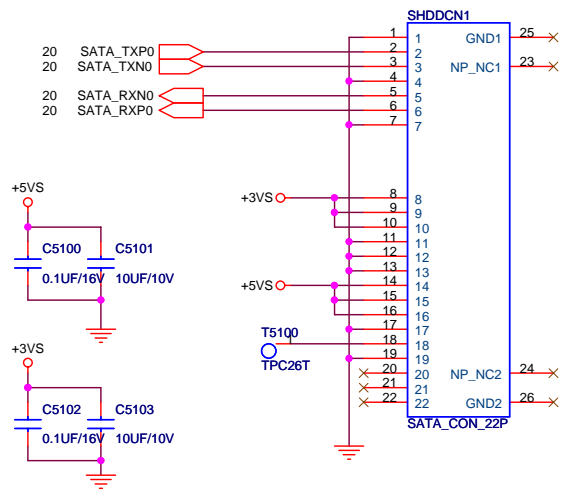 SHDDCN1
1 1 GND1 25
20 SATA_TXP0 2 2
20 SATA_TXN0 3 3 NP_NC1 23
4 4
20 SATA_RXN0 5 5
20 SATA_RXP0 6 6
7 7
+3VS 8 8
9 9
10 10
11 11
12 12
13 13
+5VS 14 14
15 15
16 16
17 17
T5100 1 18 18
TPC26T
19 19
20 20 NP_NC2 24
21 21
22 22 GND2 26
SATA_CON_22P
+5VS
C5100 C5101
0.1UF/16V 10UF/10V
+3VS
C5102 C5103
0.1UF/16V 10UF/10V